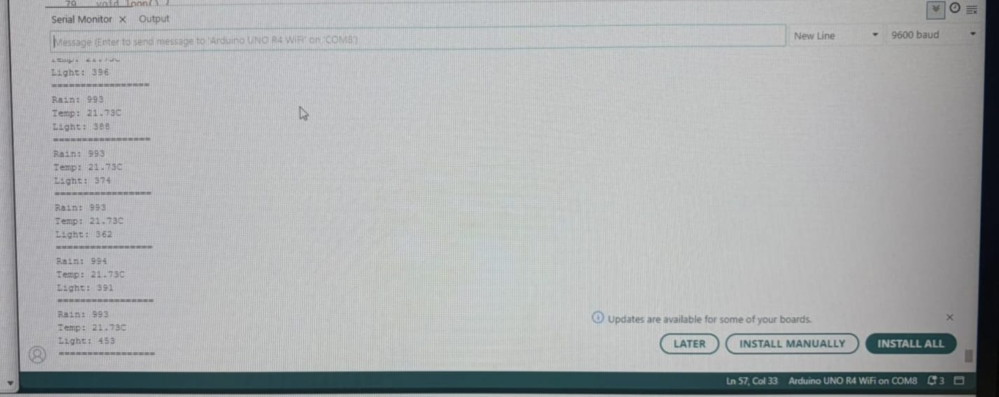 79 void loop() {
Serial Monitor × Output
Message (Enter to send message to 'Arduino UNO R4 WiFi' on 'COM8')
New Line
9600 baud
Light: 396
=================
Rain: 993
Temp: 21.73C
Light: 388
=================
Rain: 993
Temp: 21.73C
Light: 374
=================
Rain: 993
Temp: 21.73C
Light: 362
=================
Rain: 994
Temp: 21.73C
Light: 391
=================
Rain: 993
Temp: 21.73C
Light: 453
=================
Updates are available for some of your boards.
LATER
INSTALL MANUALLY
INSTALL ALL
Ln 57, Col 33 Arduino UNO R4 WiFi on COM8 3